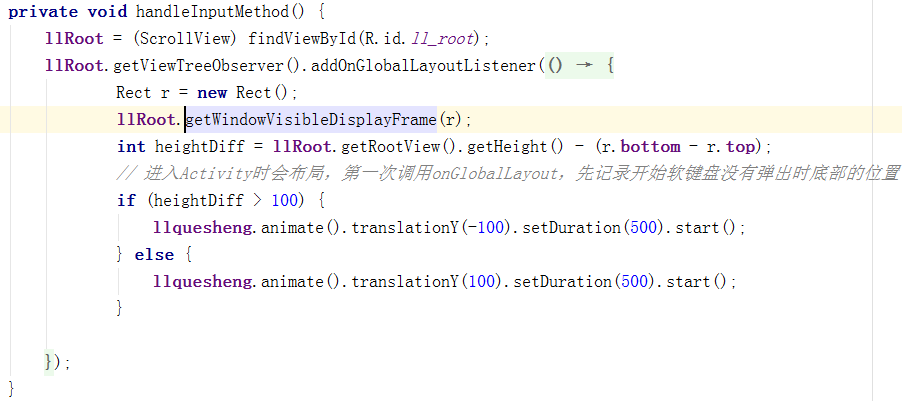 private void handleInputMethod() {
llRoot = (ScrollView) findViewById(R.id.ll_root);
llRoot.getViewTreeObserver().addOnGlobalLayoutListener(() → {
Rect r = new Rect();
llRoot.getWindowVisibleDisplayFrame(r);
int heightDiff = llRoot.getRootView().getHeight() - (r.bottom - r.top);
// 进入Activity时会布局，第一次调用onGlobalLayout，先记录开始软键盘没有弹出时底部的位置
if (heightDiff > 100) {
llquesheng.animate().translationY(-100).setDuration(500).start();
} else {
llquesheng.animate().translationY(100).setDuration(500).start();
}
});
}